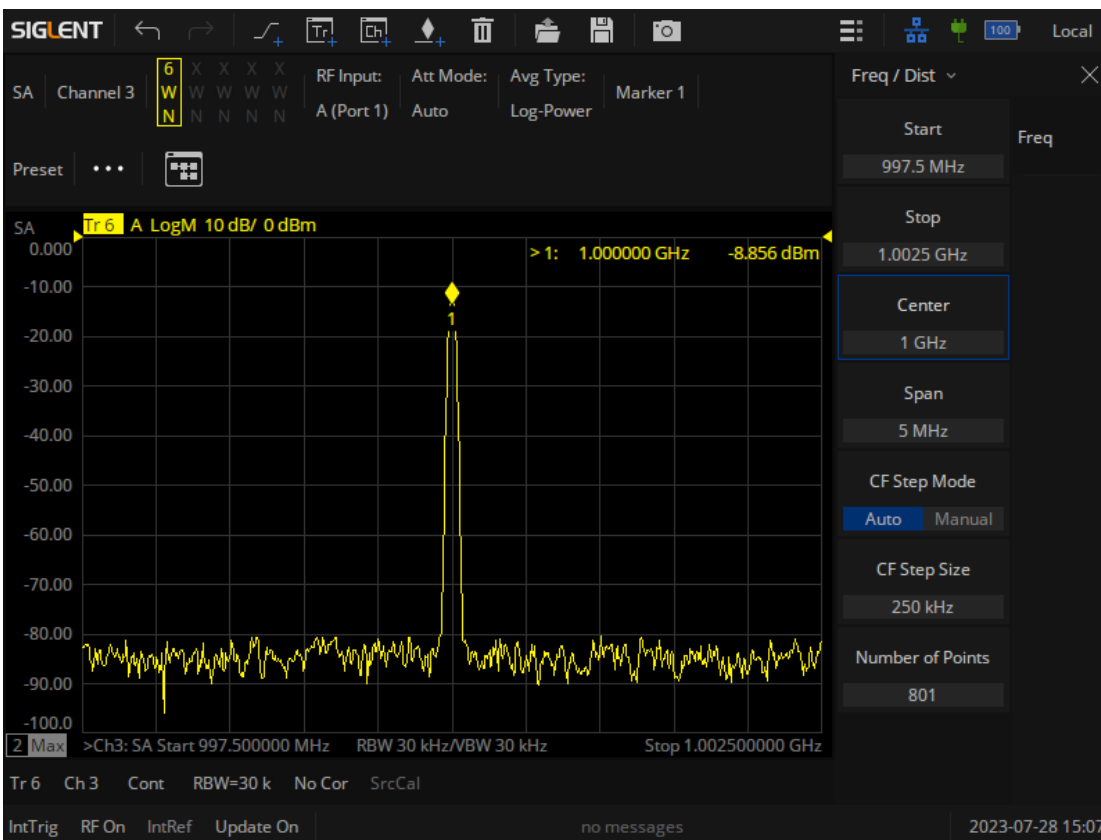 SIGLENT
Tr
Ch
100
Local
SA
Channel 3
6 X X X X
W W W W W
N N N N N
RF Input:
A (Port 1)
Att Mode:
Auto
Avg Type:
Log-Power
Marker 1
Preset
SA
Tr 6 A LogM 10 dB/ 0 dBm
> 1: 1.000000 GHz -8.856 dBm
1
0.000
-10.00
-20.00
-30.00
-40.00
-50.00
-60.00
-70.00
-80.00
-90.00
-100.0
2 Max >Ch3: SA Start 997.500000 MHz RBW 30 kHz/VBW 30 kHz Stop 1.002500000 GHz
Tr 6 Ch 3 Cont RBW=30 k No Cor SrcCal
IntTrig RF On IntRef Update On no messages 2023-07-28 15:07
Freq / Dist
Start
997.5 MHz
Stop
1.0025 GHz
Center
1 GHz
Span
5 MHz
CF Step Mode
Auto Manual
CF Step Size
250 kHz
Number of Points
801
Freq